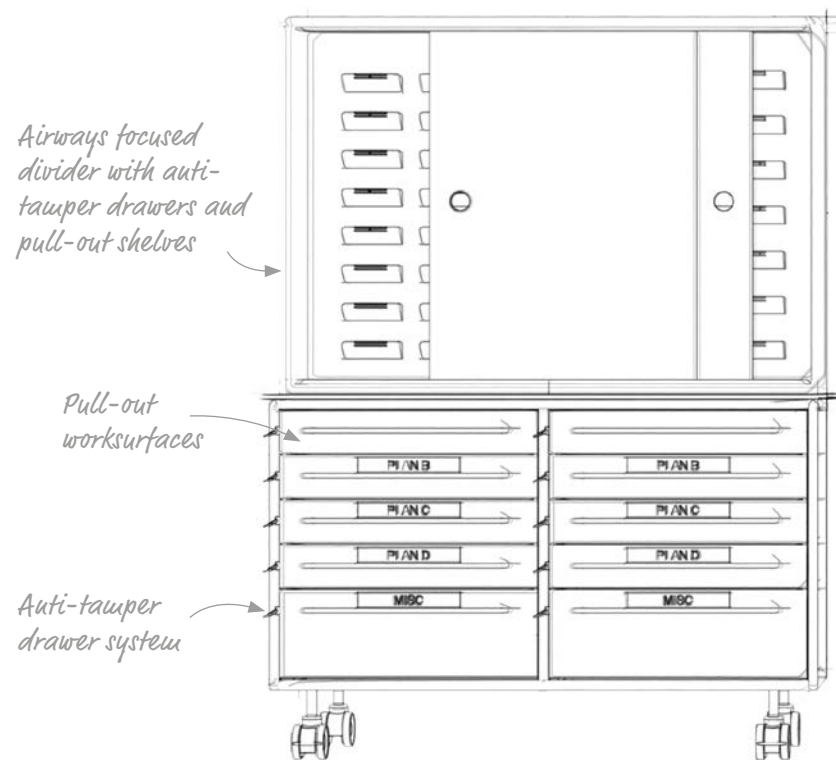 Airways focused
divider with anti-
tamper drawers and
pull-out shelves
Pull-out
worksurfaces
PLAN B
PLAN B
PLAN C
PLAN C
PLAN D
PLAN D
Anti-tamper
drawer system
MISC
MISC